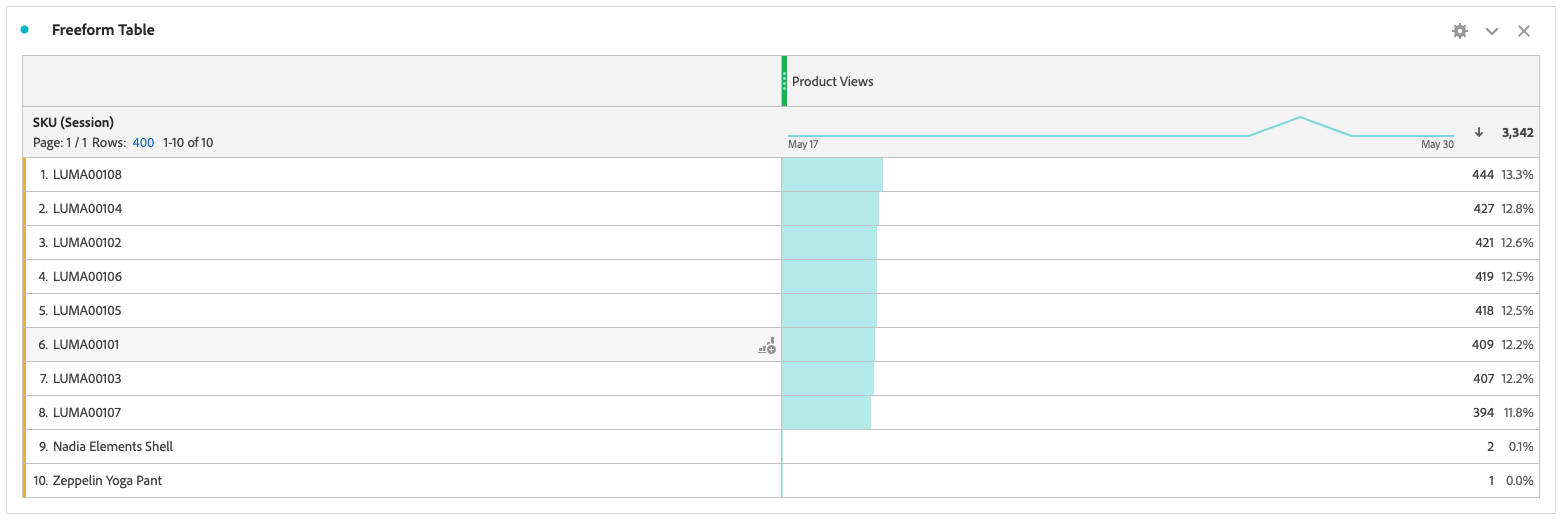 Freeform Table
Product Views
SKU (Session)
Page: 1 / 1 Rows: 400 1-10 of 10
May 17 May 30
3,342
1. LUMA00108 444 13.3%
2. LUMA00104 427 12.8%
3. LUMA00102 421 12.6%
4. LUMA00106 419 12.5%
5. LUMA00105 418 12.5%
6. LUMA00101 409 12.2%
7. LUMA00103 407 12.2%
8. LUMA00107 394 11.8%
9. Nadia Elements Shell 2 0.1%
10. Zeppelin Yoga Pant 1 0.0%